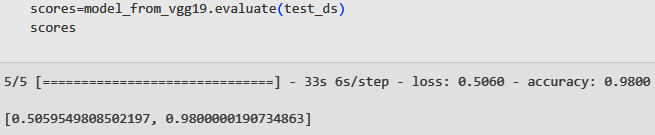 scores=model_from_vgg19.evaluate(test_ds)
scores
5/5 [==============================] - 33s 6s/step - loss: 0.5060 - accuracy: 0.9800
[0.5059549808502197, 0.9800000190734863]